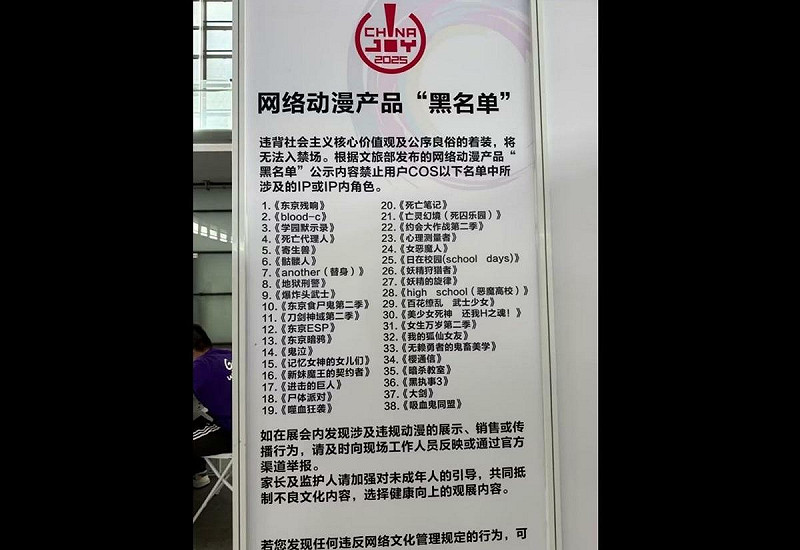 CHINA
JOY
2025
网络动漫产品“黑名单”
违背社会主义核心价值观及公序良俗的着装，将
无法入禁场。根据文旅部发布的网络动漫产品“
黑名单”公示内容禁止用户COS以下名单中所
涉及的IP或IP内角色。
1.《东京残响》
2.《blood-c》
3.《学园默示录》
4.《死亡代理人》
5.《寄生兽》
6.《骷髅人》
7.《another（替身）》
8.《地狱刑警》
9.《爆炸头武士》
10.《东京食尸鬼第二季》
11.《刀剑神域第二季》
12.《东京ESP》
13.《东京暗鸦》
14.《鬼泣》
15.《记忆女神的女儿们》
16.《新妹魔王的契约者》
17.《进击的巨人》
18.《尸体派对》
19.《噬血狂袭》
20.《死亡笔记》
21.《亡灵幻境（死囚乐园）》
22.《约会大作战第二季》
23.《心理测量者》
24.《女恶魔人》
25.《日在校园(school days)》
26.《妖精狩猎者》
27.《妖精的旋律》
28.《high school（恶魔高校）》
29.《百花缭乱 武士少女》
30.《美少女死神 还我H之魂！》
31.《女生万岁第二季》
32.《我的狐仙女友》
33.《无赖勇者的鬼畜美学》
34.《樱通信》
35.《暗杀教室》
36.《黑执事3》
37.《大剑》
38.《吸血鬼同盟》
如在展会内发现涉及违规动漫的展示、销售或传
播行为，请及时向现场工作人员反映或通过官方
渠道举报。
家长及监护人请加强对未成年人的引导，共同抵
制不良文化内容，选择健康向上的观展内容。
若您发现任何违反网络文化管理规定的行为，可